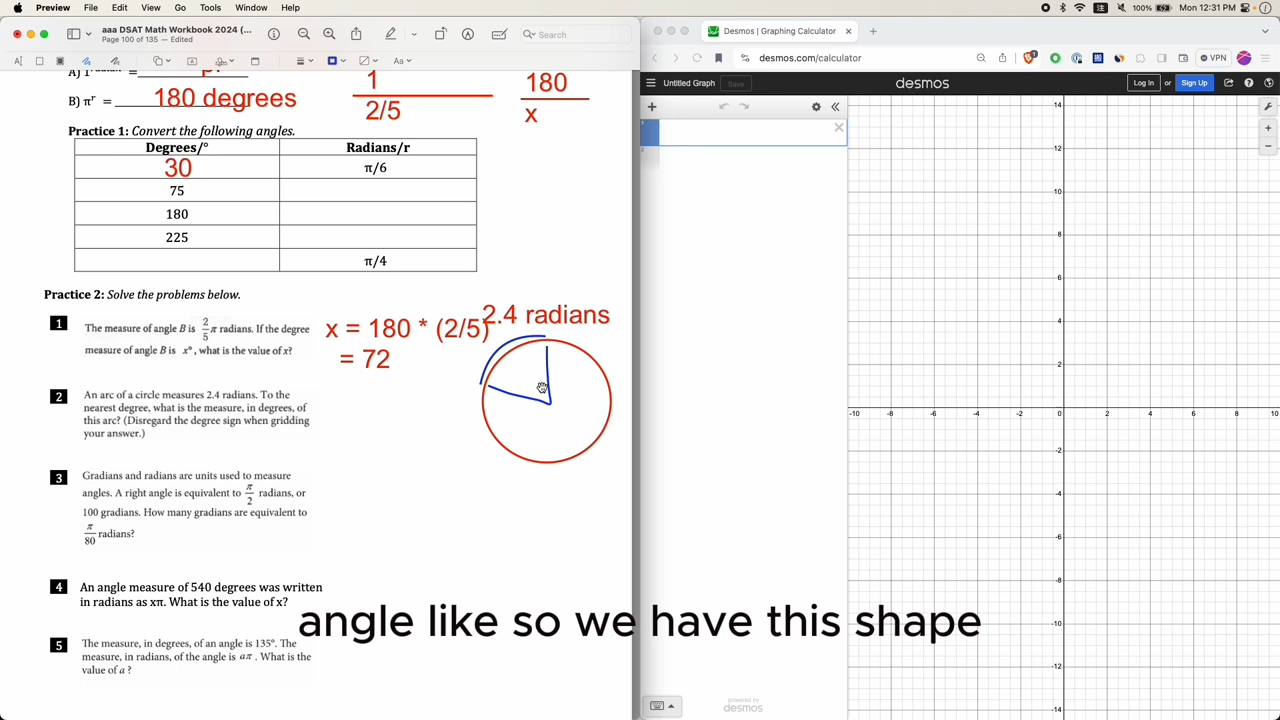 Preview File Edit View Go Tools Window Help
100% Mon 12:31 PM
aaa DSAT Math Workbook 2024 (...
Page 100 of 135 — Edited
Search
Desmos | Graphing Calculator
desmos.com/calculator
VPN
Untitled Graph
Save
desmos
Log In or Sign Up
B) πʳ = 180 degrees
1
2/5
180
x
Practice 1: Convert the following angles.
Degrees/° Radians/r
30 π/6
75
180
225
π/4
Practice 2: Solve the problems below.
1
The measure of angle B is 2/5 π radians. If the degree
measure of angle B is x°, what is the value of x?
x = 180 * (2/5)
= 72
2.4 radians
2
An arc of a circle measures 2.4 radians. To the
nearest degree, what is the measure, in degrees, of
this arc? (Disregard the degree sign when gridding
your answer.)
3
Gradians and radians are units used to measure
angles. A right angle is equivalent to π/2 radians, or
100 gradians. How many gradians are equivalent to
π/80 radians?
4
An angle measure of 540 degrees was written
in radians as xπ. What is the value of x?
5
The measure, in degrees, of an angle is 135°. The
measure, in radians, of the angle is aπ. What is the
value of a?
angle like so we have this shape
14
12
10
8
6
4
2
-10 -8 -6 -4 -2 0 2 4 6 8 10
-2
-4
-6
-8
-10
-12
-14
powered by
desmos